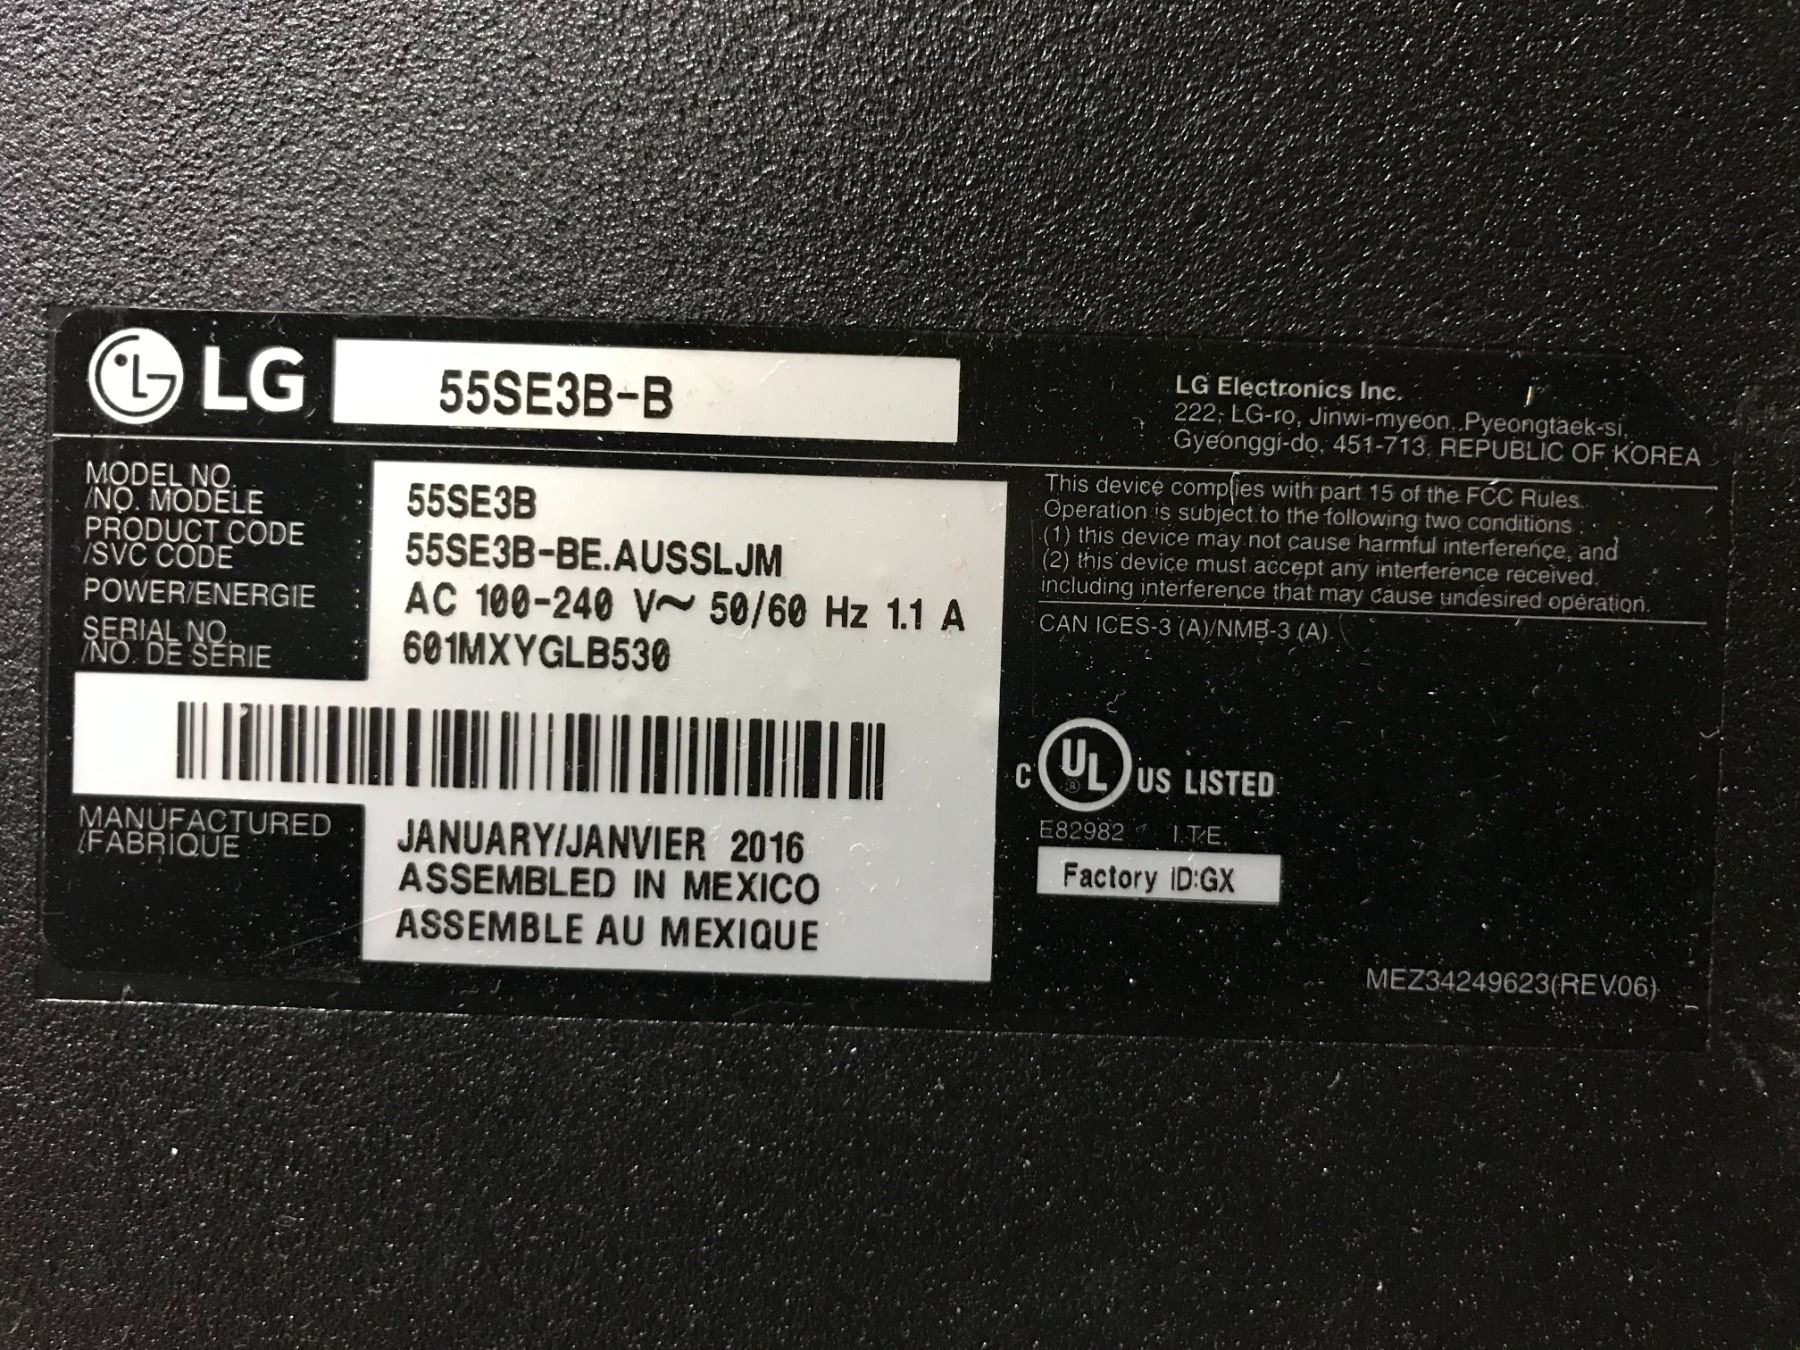 LG 55SE3B-B
LG Electronics Inc.
222, LG-ro, Jinwi-myeon, Pyeongtaek-si,
Gyeonggi-do, 451-713, REPUBLIC OF KOREA
MODEL NO.
/NO. MODÈLE : 55SE3B
PRODUCT CODE
/SVC CODE : 55SE3B-BE.AUSSLJM
POWER/ENERGIE : AC 100-240 V~ 50/60 Hz 1.1 A
SERIAL NO.
/NO. DE SÉRIE : 601MXYGLB530
MANUFACTURED
/FABRIQUE : JANUARY/JANVIER 2016
ASSEMBLED IN MEXICO
ASSEMBLE AU MEXIQUE
This device complies with part 15 of the FCC Rules.
Operation is subject to the following two conditions :
(1) this device may not cause harmful interference, and
(2) this device must accept any interference received,
including interference that may cause undesired operation.
CAN ICES-3 (A)/NMB-3 (A)
C UL ® US LISTED
E82982 I.T.E.
Factory ID:GX
MEZ34249623(REV.06)